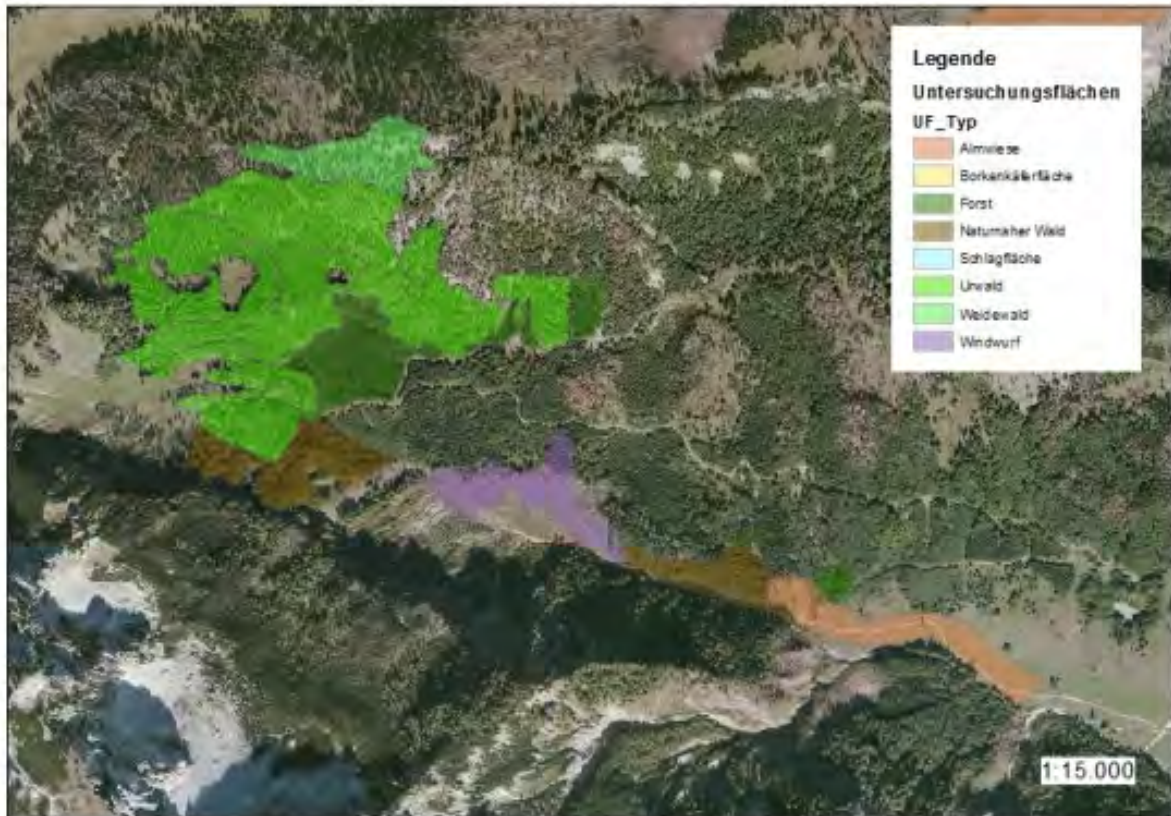 Legende
Untersuchungsflächen
UF_Typ
Almwiese
Borkenkäferfläche
Forst
Naturnaher Wald
Schlagfläche
Urwald
Weidewald
Windwurf
1:15.000